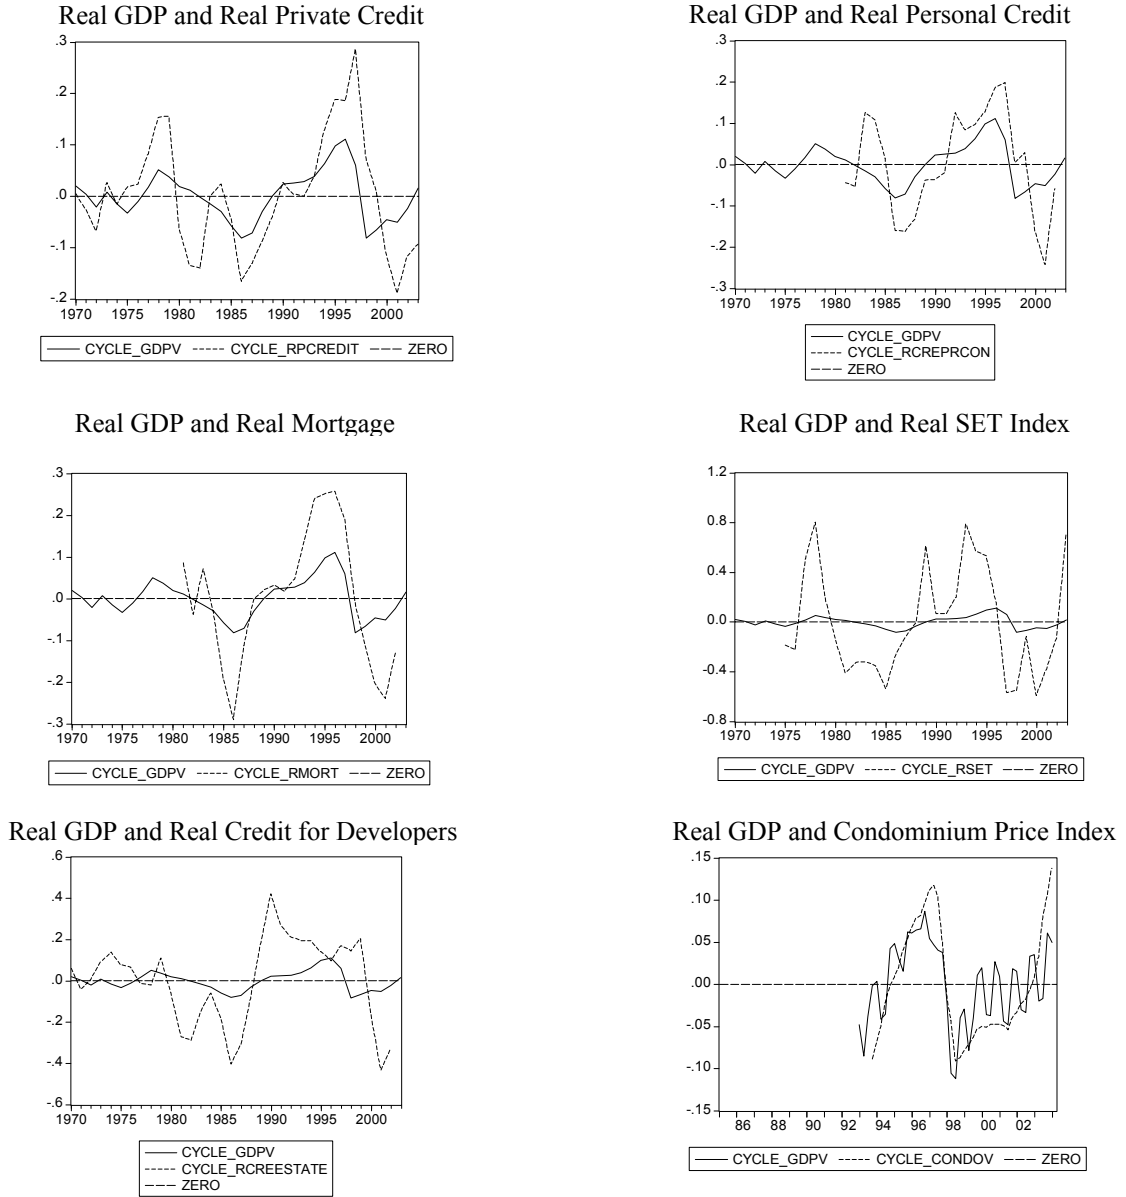 Real GDP and Real Private Credit
.3
.2
.1
.0
-.1
-.2
1970 1975 1980 1985 1990 1995 2000
CYCLE_GDPV CYCLE_RPCREDIT ZERO
Real GDP and Real Personal Credit
.3
.2
.1
.0
-.1
-.2
-.3
1970 1975 1980 1985 1990 1995 2000
CYCLE_GDPV
CYCLE_RCREPRCON
ZERO
Real GDP and Real Mortgage
.3
.2
.1
.0
-.1
-.2
-.3
1970 1975 1980 1985 1990 1995 2000
CYCLE_GDPV CYCLE_RMORT ZERO
Real GDP and Real SET Index
1.2
0.8
0.4
0.0
-0.4
-0.8
1970 1975 1980 1985 1990 1995 2000
CYCLE_GDPV CYCLE_RSET ZERO
Real GDP and Real Credit for Developers
.6
.4
.2
.0
-.2
-.4
-.6
1970 1975 1980 1985 1990 1995 2000
CYCLE_GDPV
CYCLE_RCREESTATE
ZERO
Real GDP and Condominium Price Index
.15
.10
.05
.00
-.05
-.10
-.15
86 88 90 92 94 96 98 00 02
CYCLE_GDPV CYCLE_CONDOV ZERO